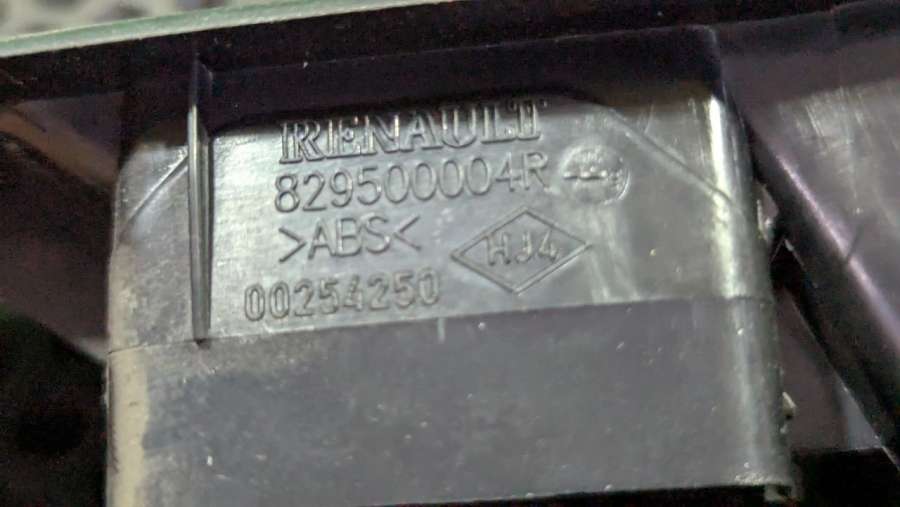 RENAULT
829500004R
>ABS<
HJ4
00254250